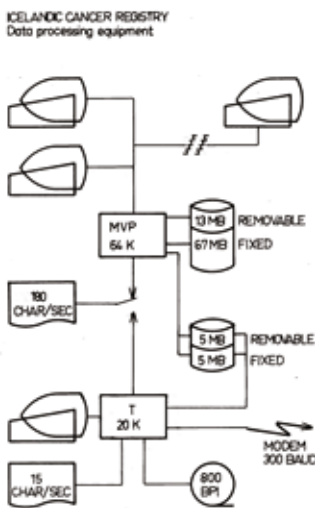 ICELANDIC CANCER REGISTRY
Data processing equipment
MVP
64 K
13 MB REMOVABLE
67 MB FIXED
180
CHAR/SEC
5 MB REMOVABLE
5 MB FIXED
T
20 K
MODEM
300 BAUD
15
CHAR/SEC
800
BPI